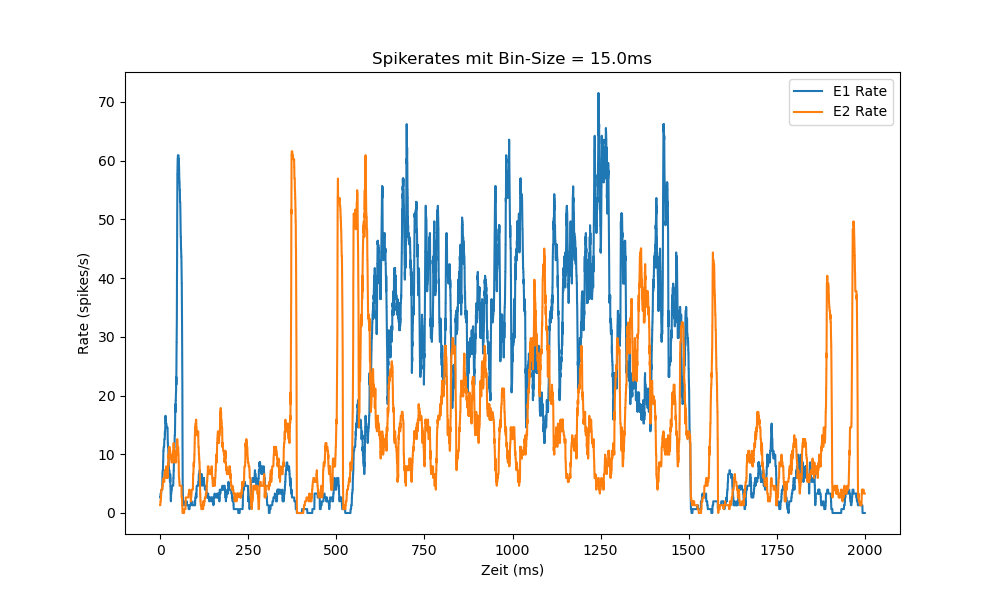 Spikerates mit Bin-Size = 15.0ms
E1 Rate
E2 Rate
70
60
50
40
30
20
10
0
Rate (spikes/s)
0 250 500 750 1000 1250 1500 1750 2000
Zeit (ms)